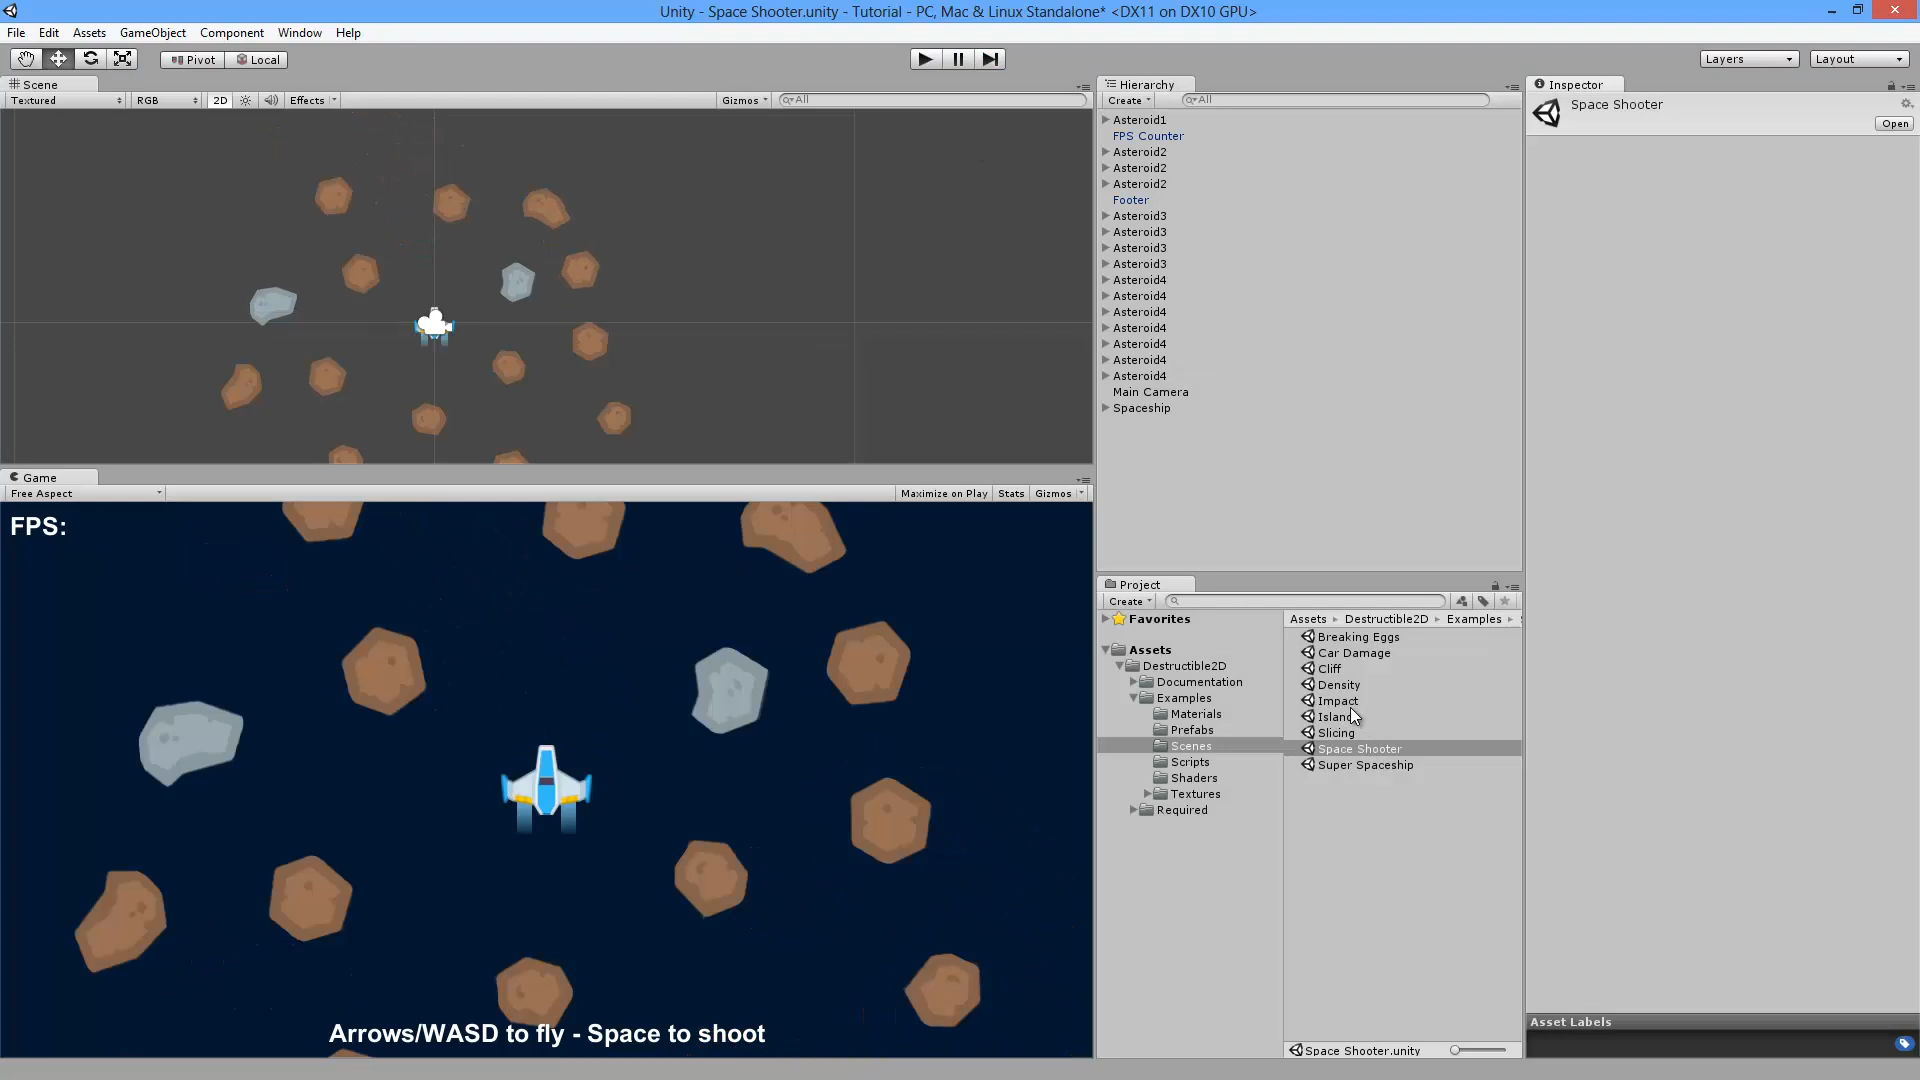 Unity - Space Shooter.unity - Tutorial - PC, Mac & Linux Standalone* <DX11 on DX10 GPU>
File Edit Assets GameObject Component Window Help
Pivot Local Layers Layout
Scene
Textured RGB 2D Effects Gizmos All
Game
Free Aspect Maximize on Play Stats Gizmos
FPS:
Arrows/WASD to fly - Space to shoot
Hierarchy
Create All
Asteroid1
FPS Counter
Asteroid2
Asteroid2
Asteroid2
Footer
Asteroid3
Asteroid3
Asteroid3
Asteroid3
Asteroid4
Asteroid4
Asteroid4
Asteroid4
Asteroid4
Asteroid4
Asteroid4
Main Camera
Spaceship
Project
Create
Favorites
Assets
Destructible2D
Documentation
Examples
Materials
Prefabs
Scenes
Scripts
Shaders
Textures
Required
Assets Destructible2D Examples
Breaking Eggs
Car Damage
Cliff
Density
Impact
Slicing
Space Shooter
Super Spaceship
Space Shooter.unity
Inspector
Space Shooter
Open
Asset Labels